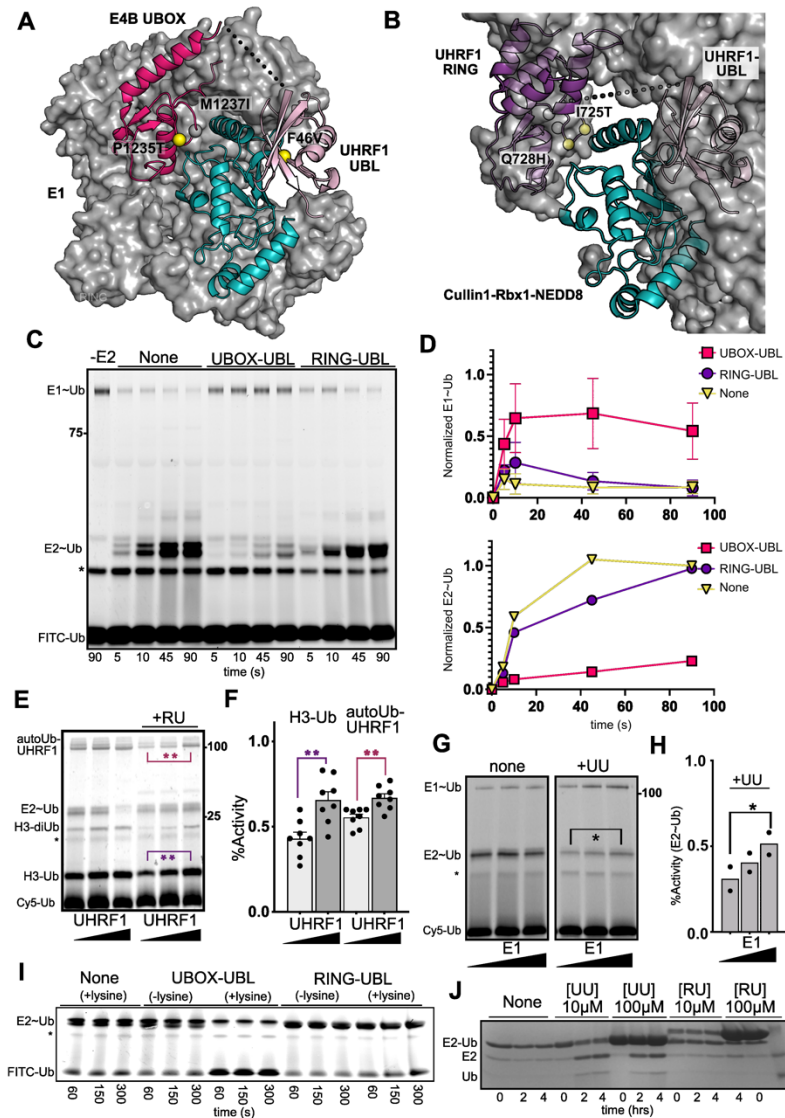 A
E4B UBOX
M1237I
P1235T
F46V
UHRF1
UBL
E1
RING
B
UHRF1
RING
UHRF1-
UBL
I725T
Q728H
Cullin1-Rbx1-NEDD8
C
-E2 None UBOX-UBL RING-UBL
E1~Ub
75-
E2~Ub
*
FITC-Ub
90 5 10 45 90 5 10 45 90 5 10 45 90
time (s)
D
Normalized E1~Ub
1.0
0.5
0.0
0 20 40 60 80 100
UBOX-UBL
RING-UBL
None
Normalized E2~Ub
1.0
0.5
0.0
0 20 40 60 80 100
time (s)
UBOX-UBL
RING-UBL
None
E
+RU
autoUb-
UHRF1
-100
**
E2~Ub
-25
H3-diUb
*
**
H3-Ub
Cy5-Ub
UHRF1 UHRF1
F
H3-Ub autoUb-
UHRF1
** **
%Activity
1.0
0.5
0.0
UHRF1 UHRF1
G
none +UU
E1~Ub
-100
*
E2~Ub
*
Cy5-Ub
E1 E1
H
+UU
*
%Activity (E2~Ub)
1.0
0.5
0.0
E1
I
None UBOX-UBL RING-UBL
(+lysine) (-lysine) (+lysine) (-lysine) (+lysine)
E2~Ub
*
FITC-Ub
60 150 300 60 150 300 60 150 300 60 150 300 60 150 300
time (s)
J
None [UU] [UU] [RU] [RU]
10µM 100µM 10µM 100µM
E2-Ub
E2
Ub
0 2 4 0 2 4 0 2 4 0 2 4 0
time (hrs)